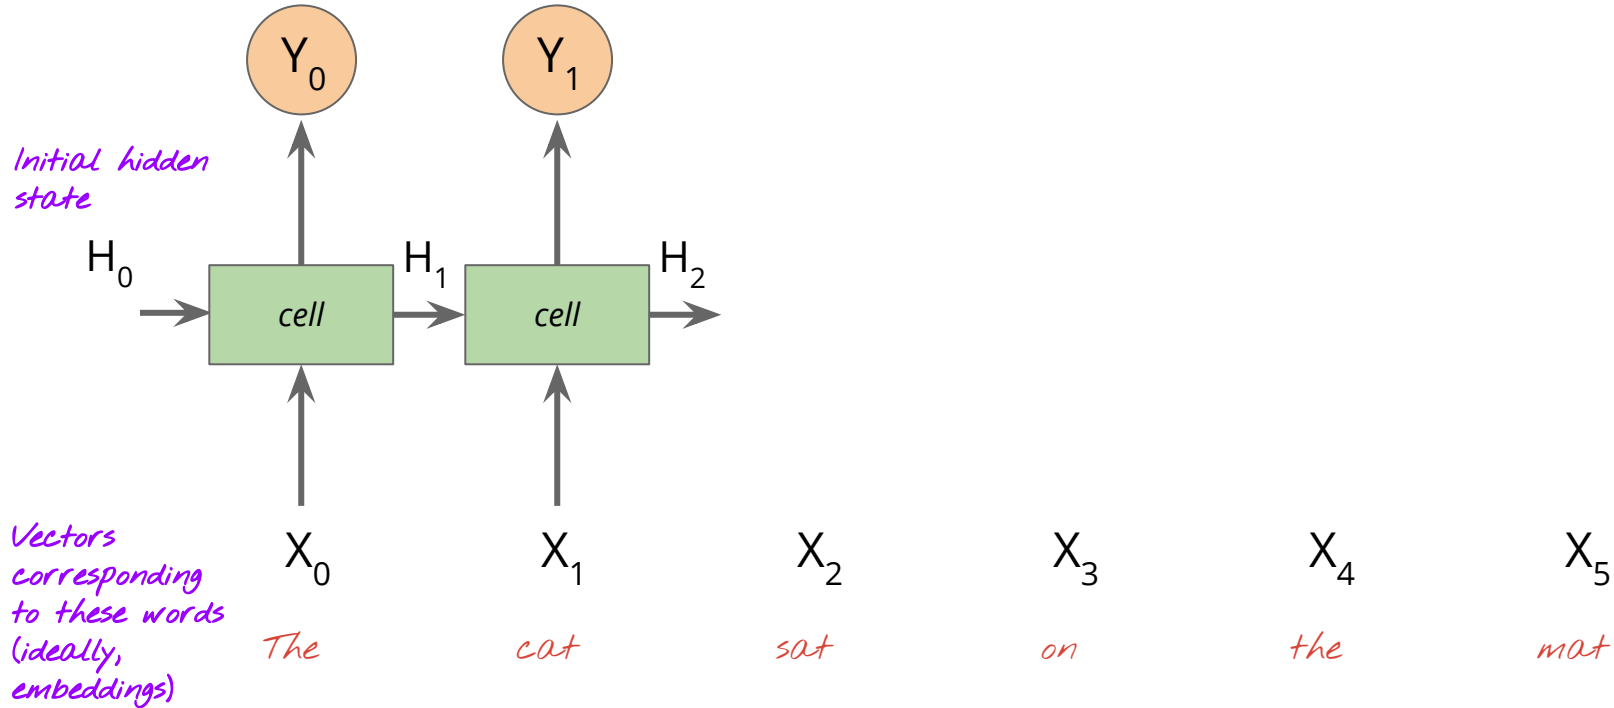 Y0 Y1
Initial hidden
state
H0 H1 H2
cell cell
Vectors
corresponding
to these words
(ideally,
embeddings)
X0 X1 X2 X3 X4 X5
The cat sat on the mat